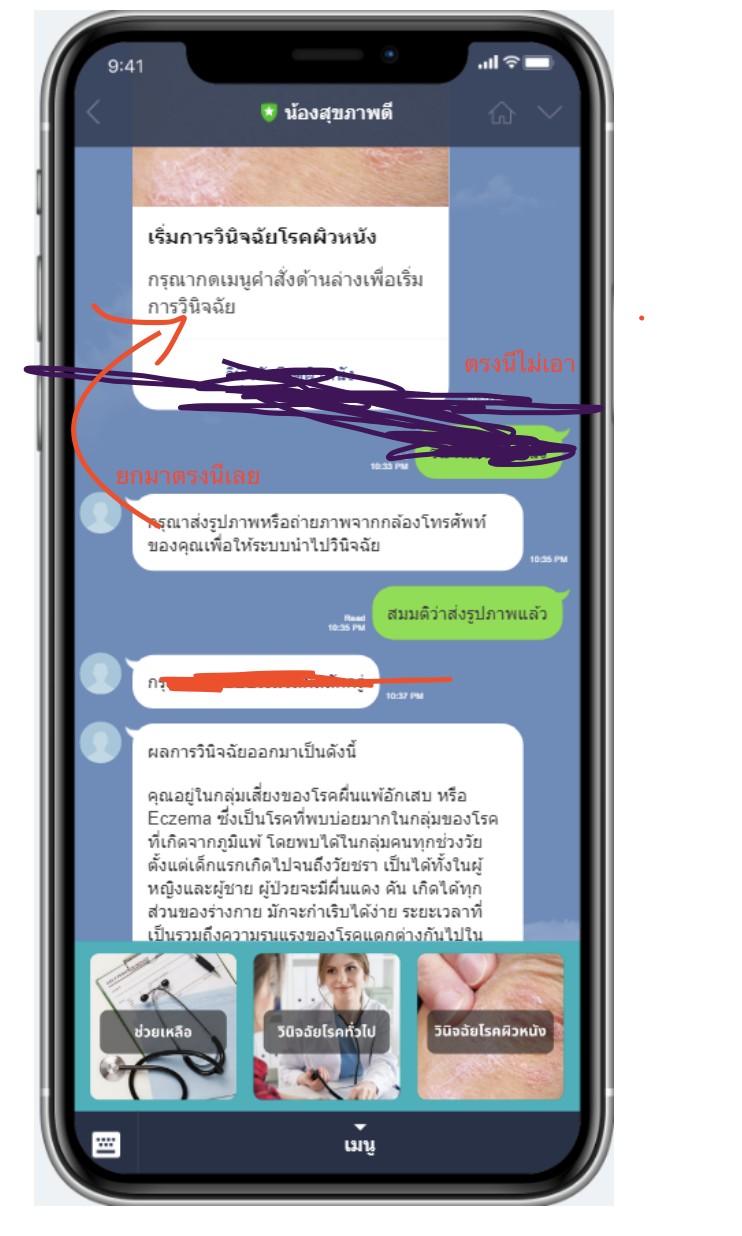 9:41
น้องสุขภาพดี
เริ่มการวินิจฉัยโรคผิวหนัง
กรุณากดเมนูคำสั่งด้านล่างเพื่อเริ่ม
การวินิจฉัย
ตรงนี้ไม่เอา
10:33 PM
ยกมาตรงนี้เลย
กรุณาส่งรูปภาพหรือถ่ายภาพจากกล้องโทรศัพท์
ของคุณเพื่อให้ระบบนำไปวินิจฉัย
10:35 PM
สมมติว่าส่งรูปภาพแล้ว
Read
10:35 PM
10:37 PM
ผลการวินิจฉัยออกมาเป็นดังนี้
คุณอยู่ในกลุ่มเสี่ยงของโรคผื่นแพ้อักเสบ หรือ
Eczema ซึ่งเป็นโรคที่พบบ่อยมากในกลุ่มของโรค
ที่เกิดจากภูมิแพ้ โดยพบได้ในกลุ่มคนทุกช่วงวัย
ตั้งแต่เด็กแรกเกิดไปจนถึงวัยชรา เป็นได้ทั้งในผู้
หญิงและผู้ชาย ผู้ป่วยจะมีผื่นแดง คัน เกิดได้ทุก
ส่วนของร่างกาย มักจะกำเริบได้ง่าย ระยะเวลาที่
เป็นรวมถึงความรุนแรงของโรคแตกต่างกันไปใน
ช่วยเหลือ
วินิจฉัยโรคทั่วไป
วินิจฉัยโรคผิวหนัง
เมนู